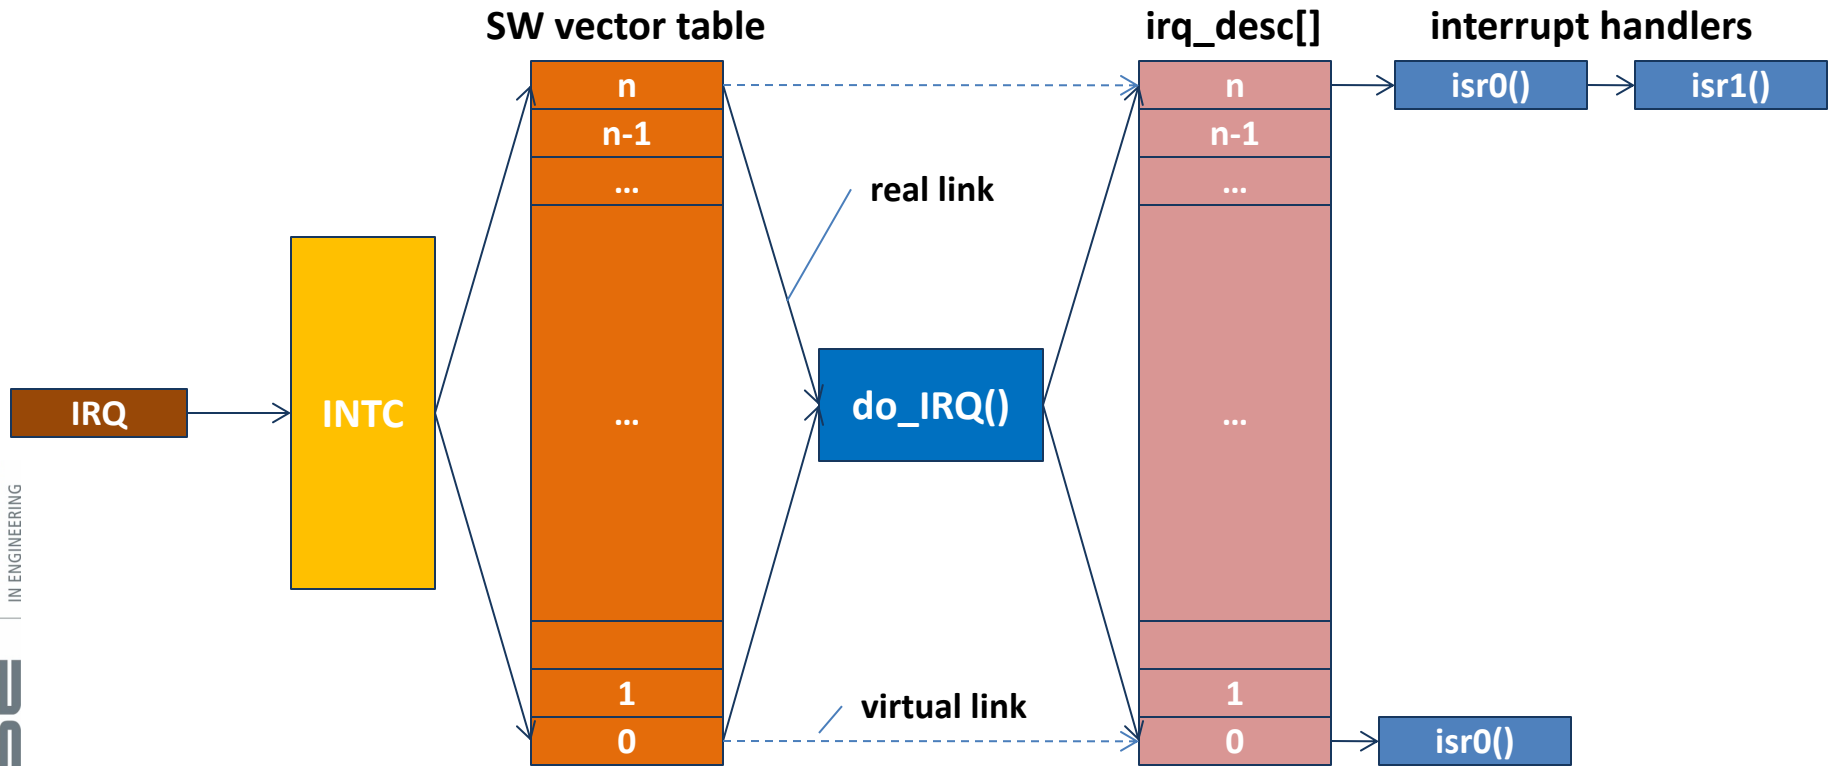 SW vector table
irq_desc[]
interrupt handlers
n
n
isr0()
isr1()
n-1
n-1
...
...
real link
IRQ
INTC
...
do_IRQ()
...
IN ENGINEERING
1
1
virtual link
0
0
isr0()